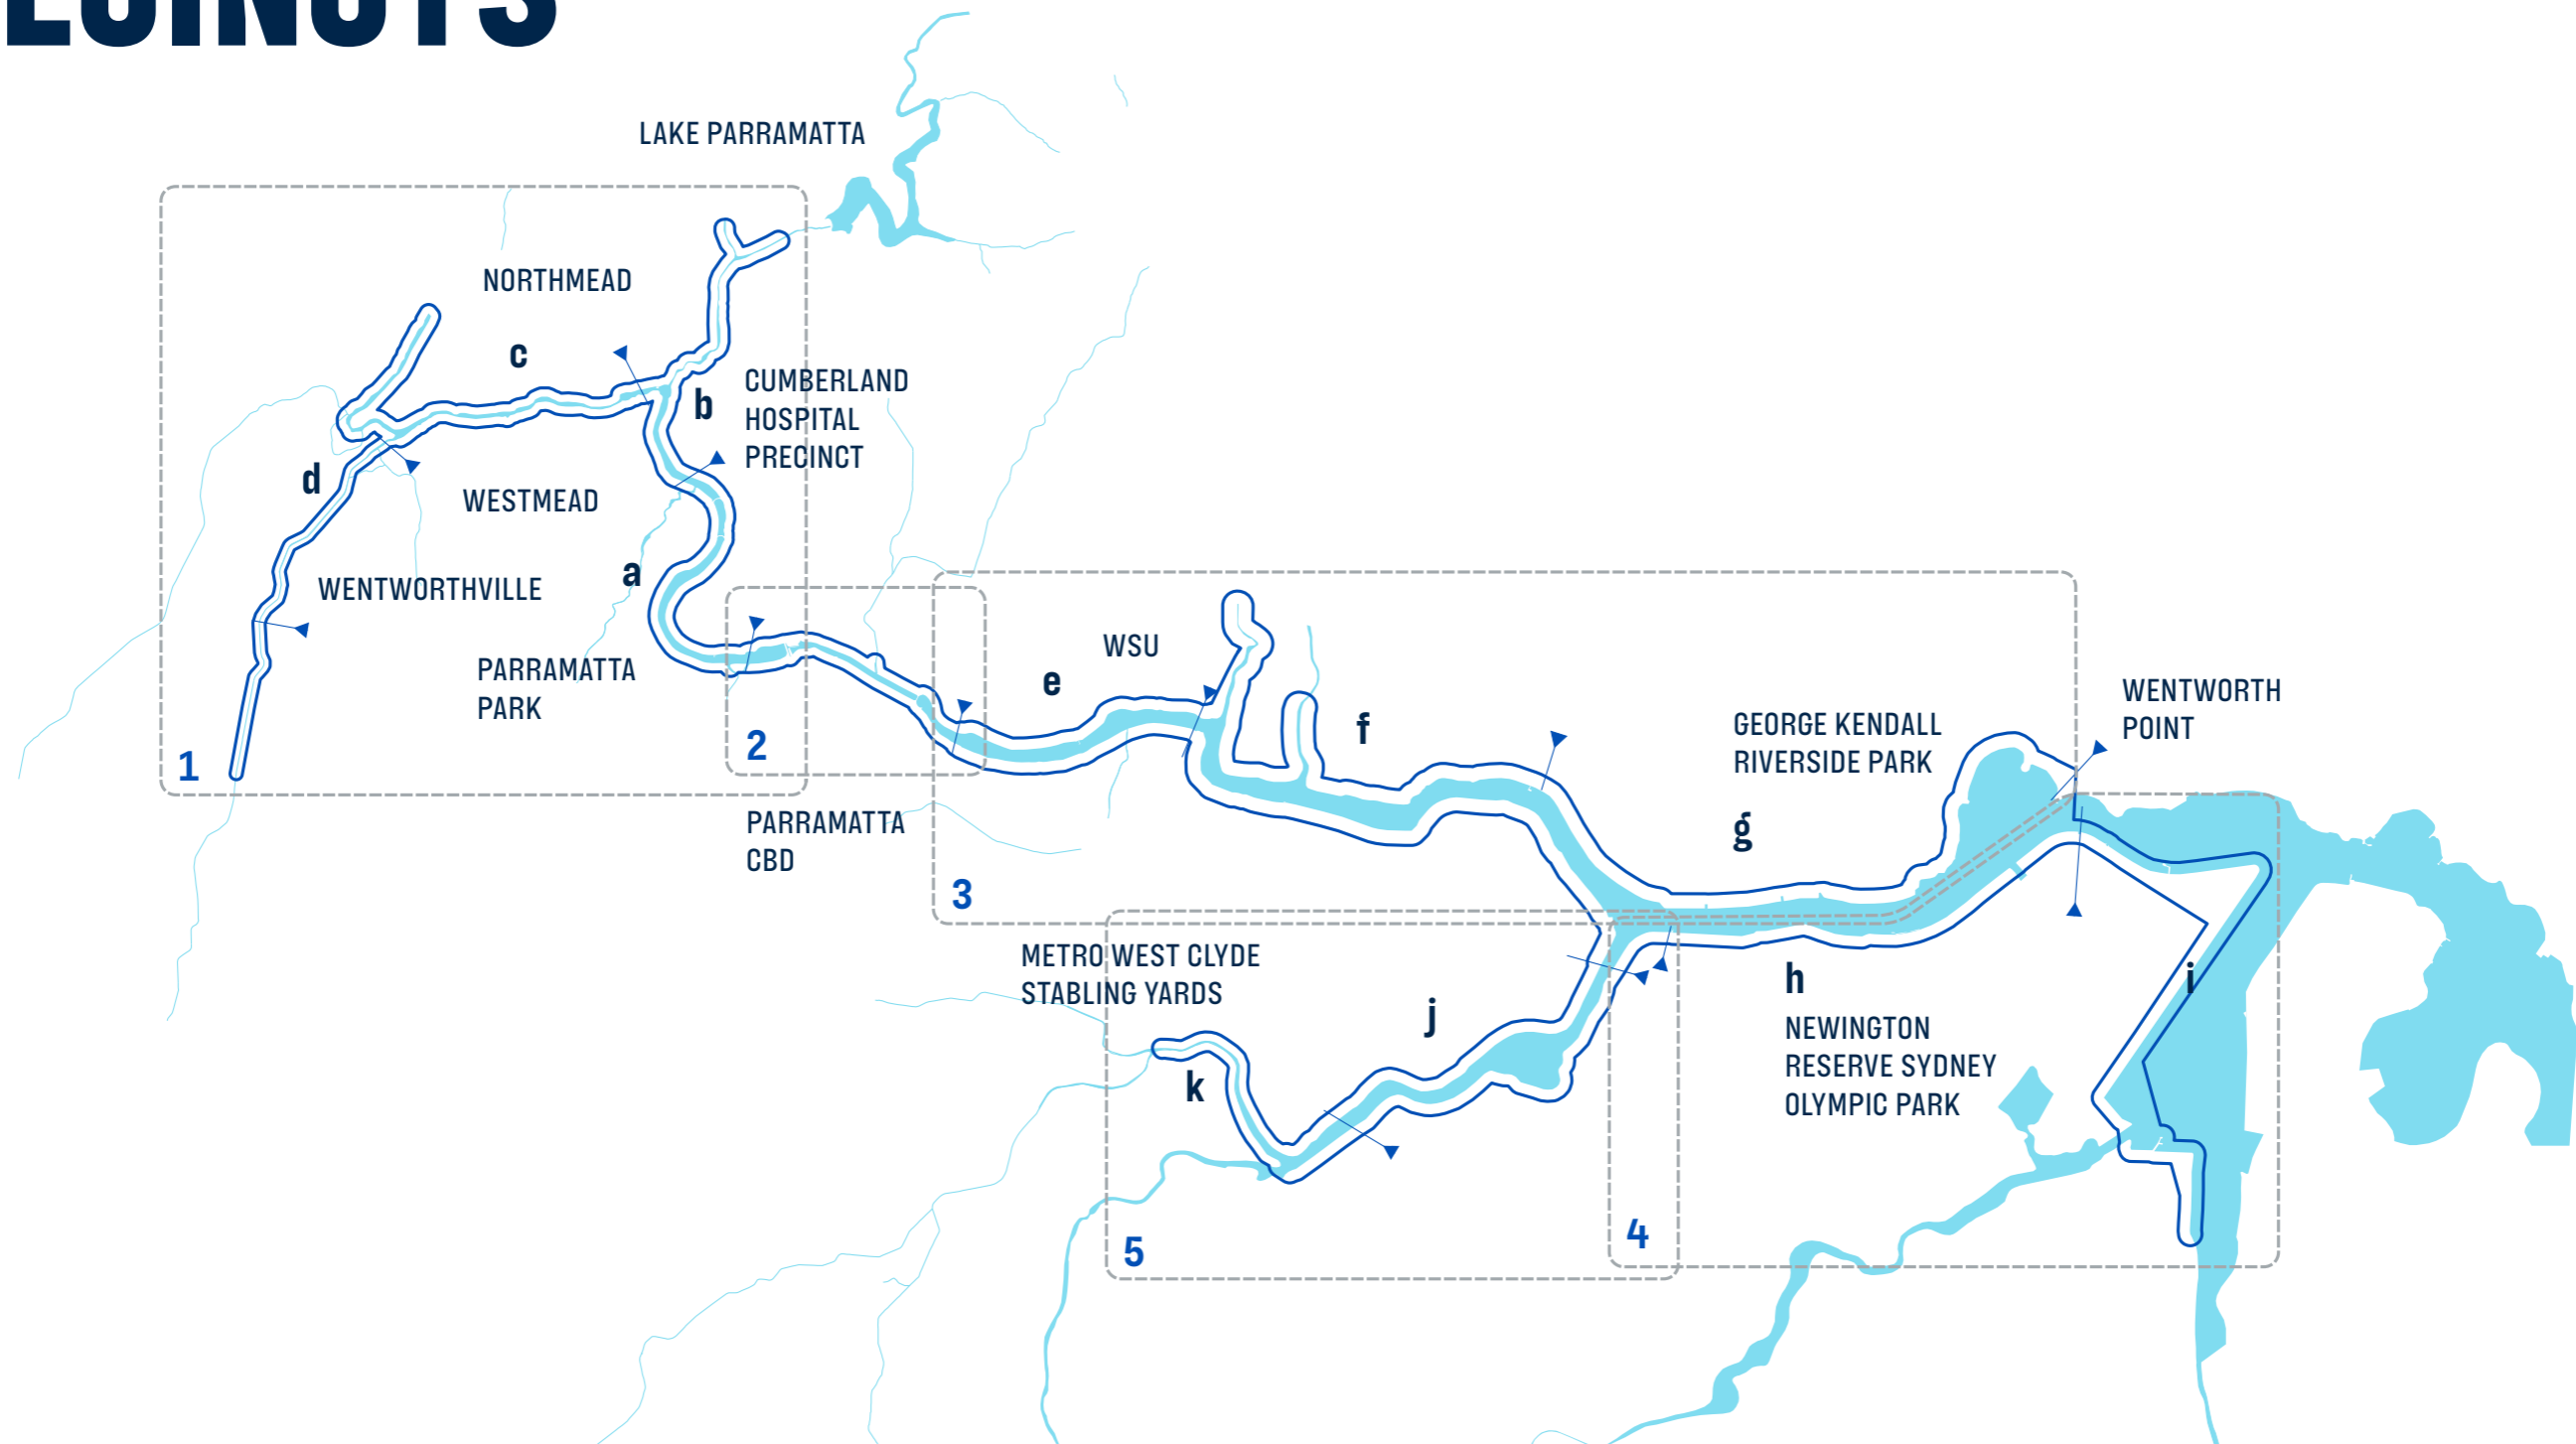 LAKE PARRAMATTA
NORTHMEAD
c
b
CUMBERLAND
HOSPITAL
PRECINCT
d
WESTMEAD
a
WENTWORTHVILLE
PARRAMATTA
PARK
1
2
WSU
e
f
GEORGE KENDALL
RIVERSIDE PARK
WENTWORTH
POINT
g
PARRAMATTA
CBD
3
METRO WEST CLYDE
STABLING YARDS
j
k
h
i
NEWINGTON
RESERVE SYDNEY
OLYMPIC PARK
4
5